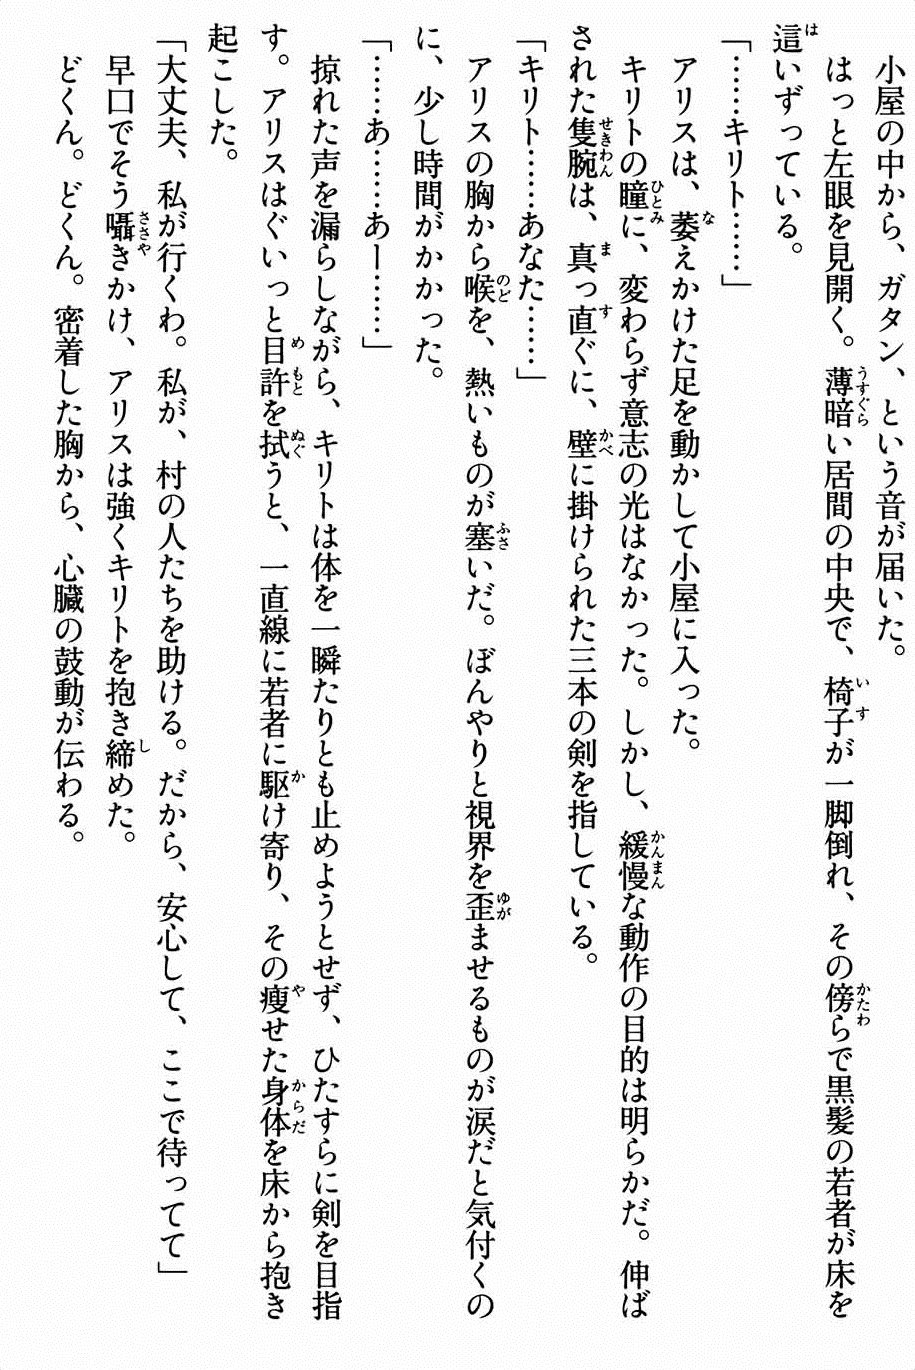 小屋の中から、ガタン、という音が届いた。
はっと左眼を見開く。薄暗い居間の中央で、椅子が一脚倒れ、その傍らで黒髪の若者が床を
這いずっている。
「……キリト……」
アリスは、萎えかけた足を動かして小屋に入った。
キリトの瞳に、変わらず意志の光はなかった。しかし、緩慢な動作の目的は明らかだ。伸ば
された隻腕は、真っ直ぐに、壁に掛けられた三本の剣を指している。
「キリト……あなた……」
アリスの胸から喉を、熱いものが塞いだ。ぼんやりと視界を歪ませるものが涙だと気付くの
に、少し時間がかかった。
「……あ……あー……」
掠れた声を漏らしながら、キリトは体を一瞬たりとも止めようとせず、ひたすらに剣を目指
す。アリスはぐいっと目許を拭うと、一直線に若者に駆け寄り、その痩せた身体を床から抱き
起こした。
「大丈夫、私が行くわ。私が、村の人たちを助ける。だから、安心して、ここで待ってて」
早口でそう囁きかけ、アリスは強くキリトを抱き締めた。
どくん。どくん。密着した胸から、心臓の鼓動が伝わる。